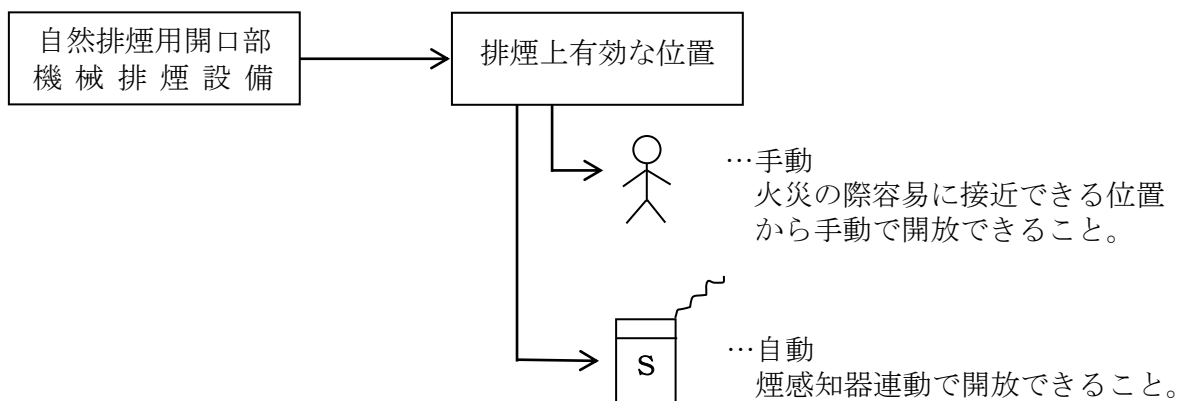 自然排煙用開口部
機械排煙設備
排煙上有効な位置
…手動
火災の際容易に接近できる位置
から手動で開放できること。
S
…自動
煙感知器連動で開放できること。